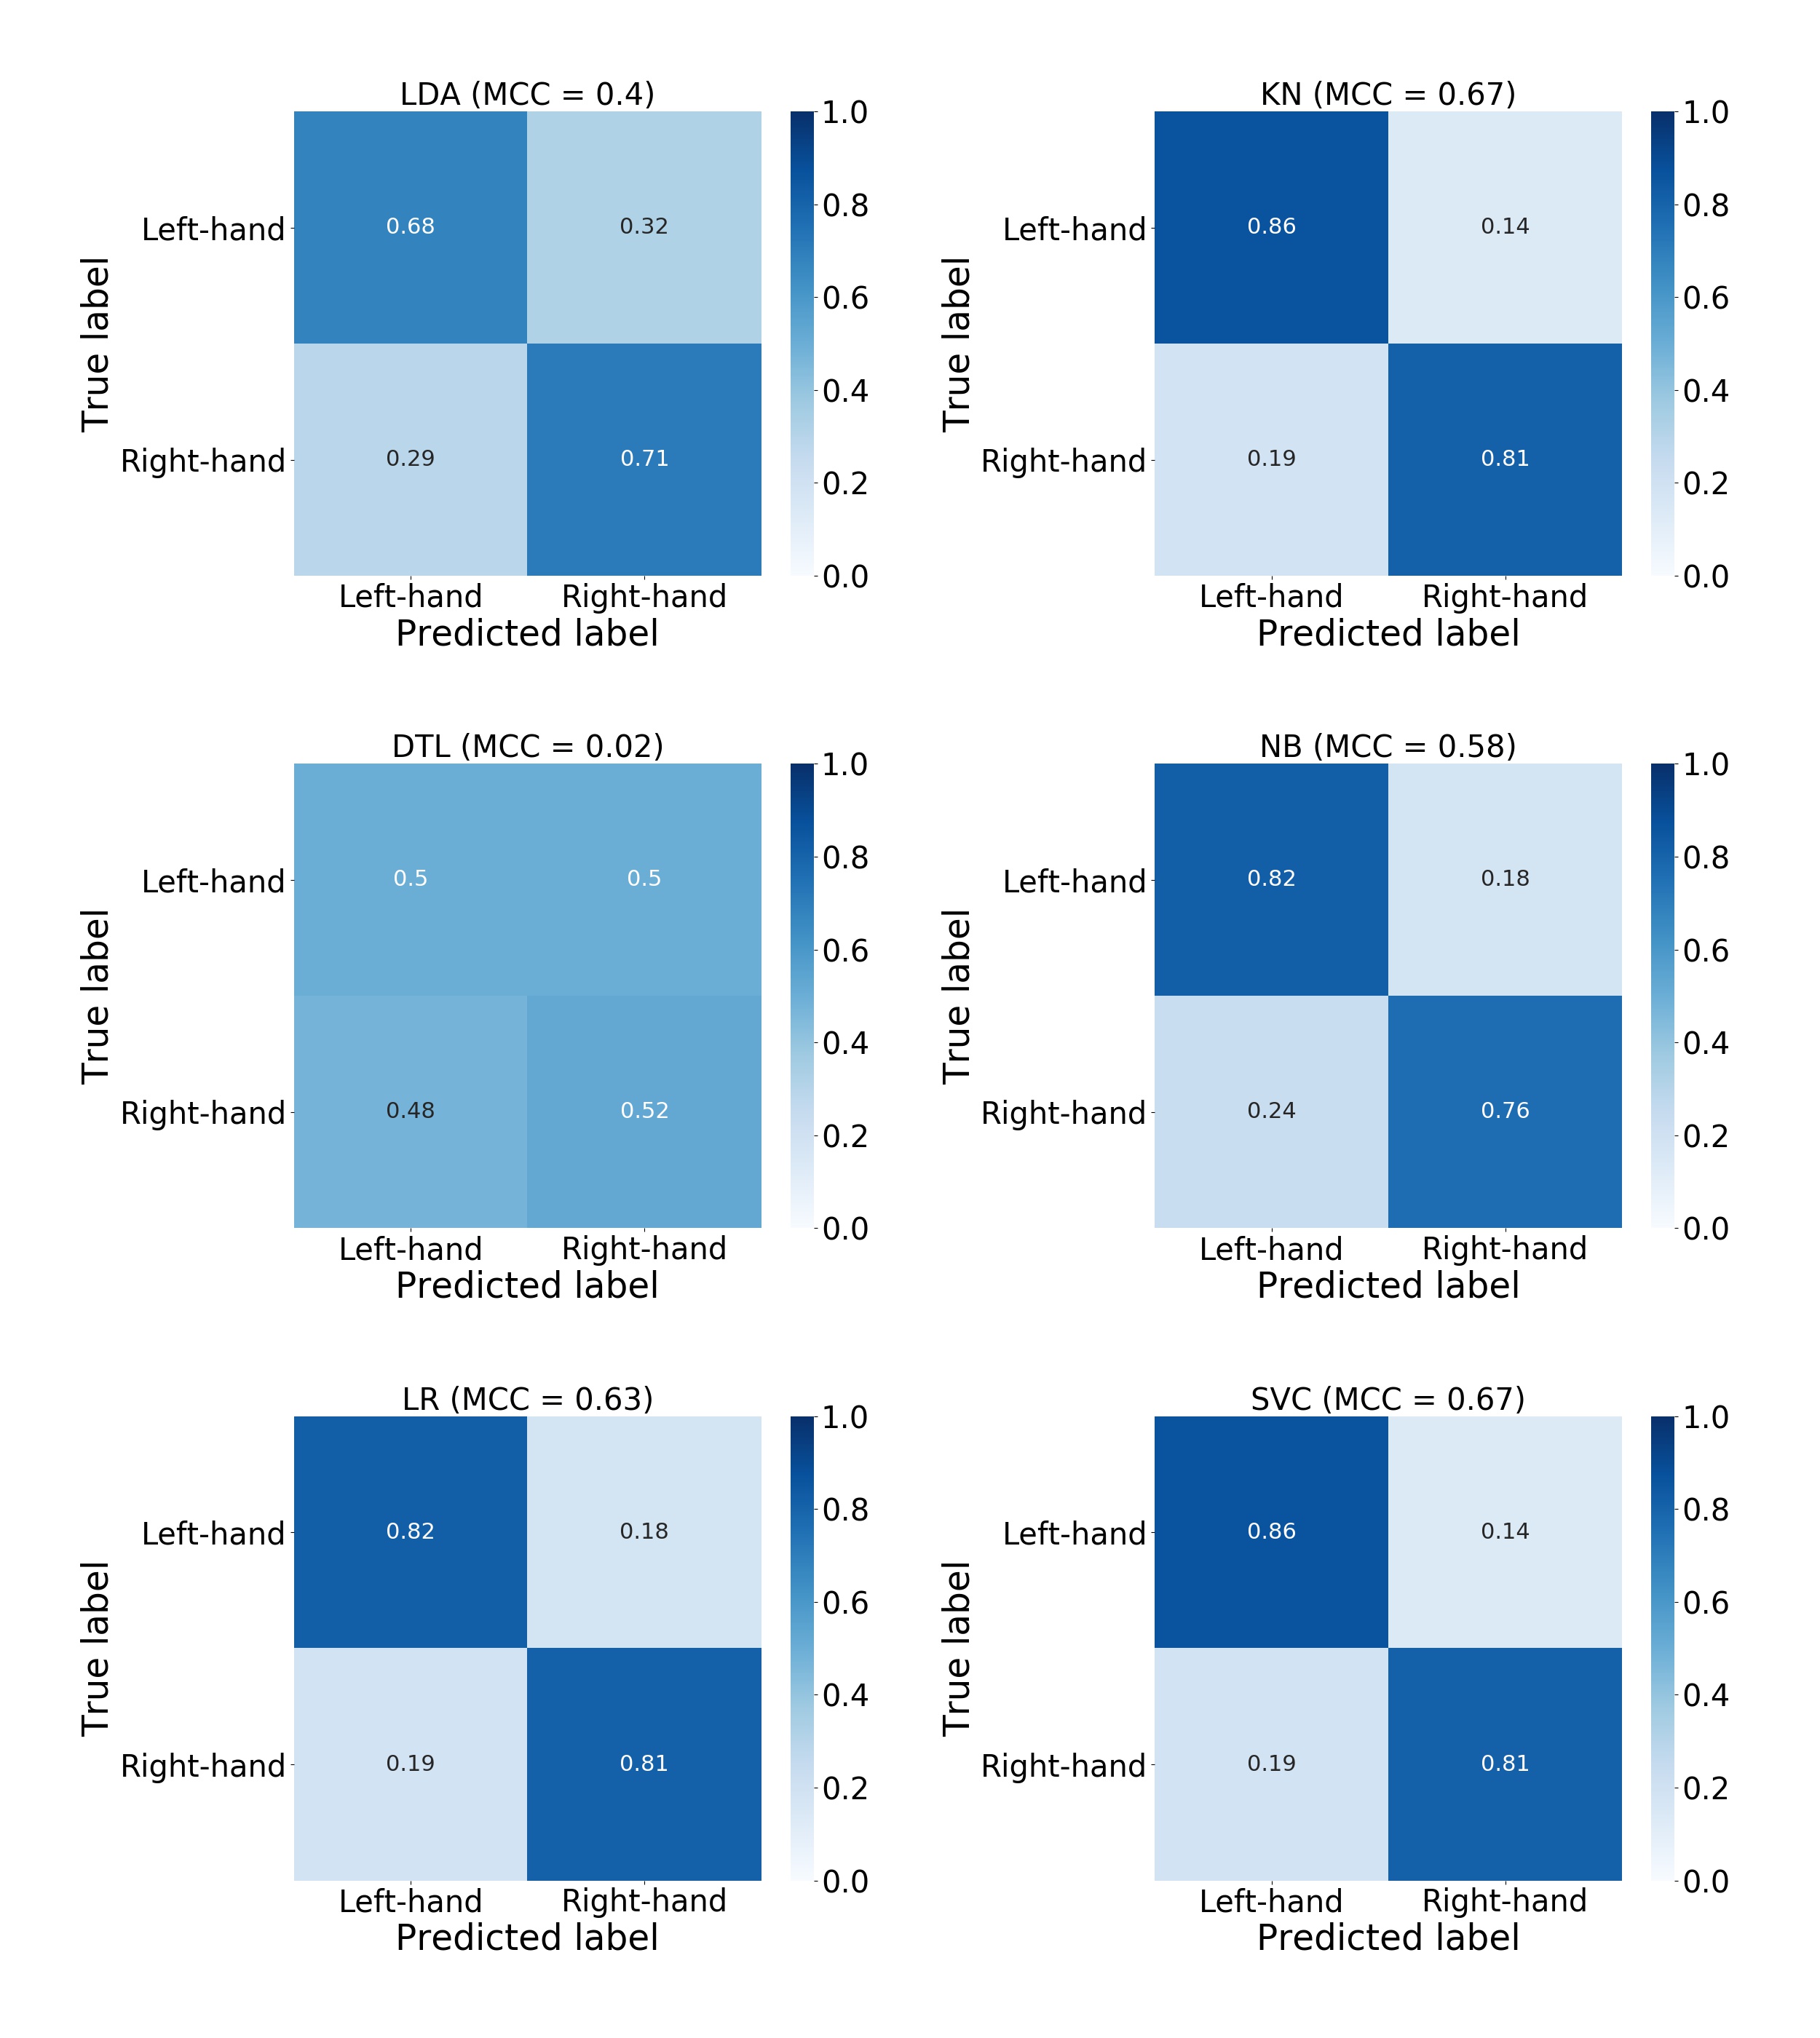 LDA (MCC = 0.4)
True label
Left-hand
Right-hand
0.68 0.32
0.29 0.71
Left-hand Right-hand
Predicted label
1.0
0.8
0.6
0.4
0.2
0.0
KN (MCC = 0.67)
True label
Left-hand
Right-hand
0.86 0.14
0.19 0.81
Left-hand Right-hand
Predicted label
1.0
0.8
0.6
0.4
0.2
0.0
DTL (MCC = 0.02)
True label
Left-hand
Right-hand
0.5 0.5
0.48 0.52
Left-hand Right-hand
Predicted label
1.0
0.8
0.6
0.4
0.2
0.0
NB (MCC = 0.58)
True label
Left-hand
Right-hand
0.82 0.18
0.24 0.76
Left-hand Right-hand
Predicted label
1.0
0.8
0.6
0.4
0.2
0.0
LR (MCC = 0.63)
True label
Left-hand
Right-hand
0.82 0.18
0.19 0.81
Left-hand Right-hand
Predicted label
1.0
0.8
0.6
0.4
0.2
0.0
SVC (MCC = 0.67)
True label
Left-hand
Right-hand
0.86 0.14
0.19 0.81
Left-hand Right-hand
Predicted label
1.0
0.8
0.6
0.4
0.2
0.0